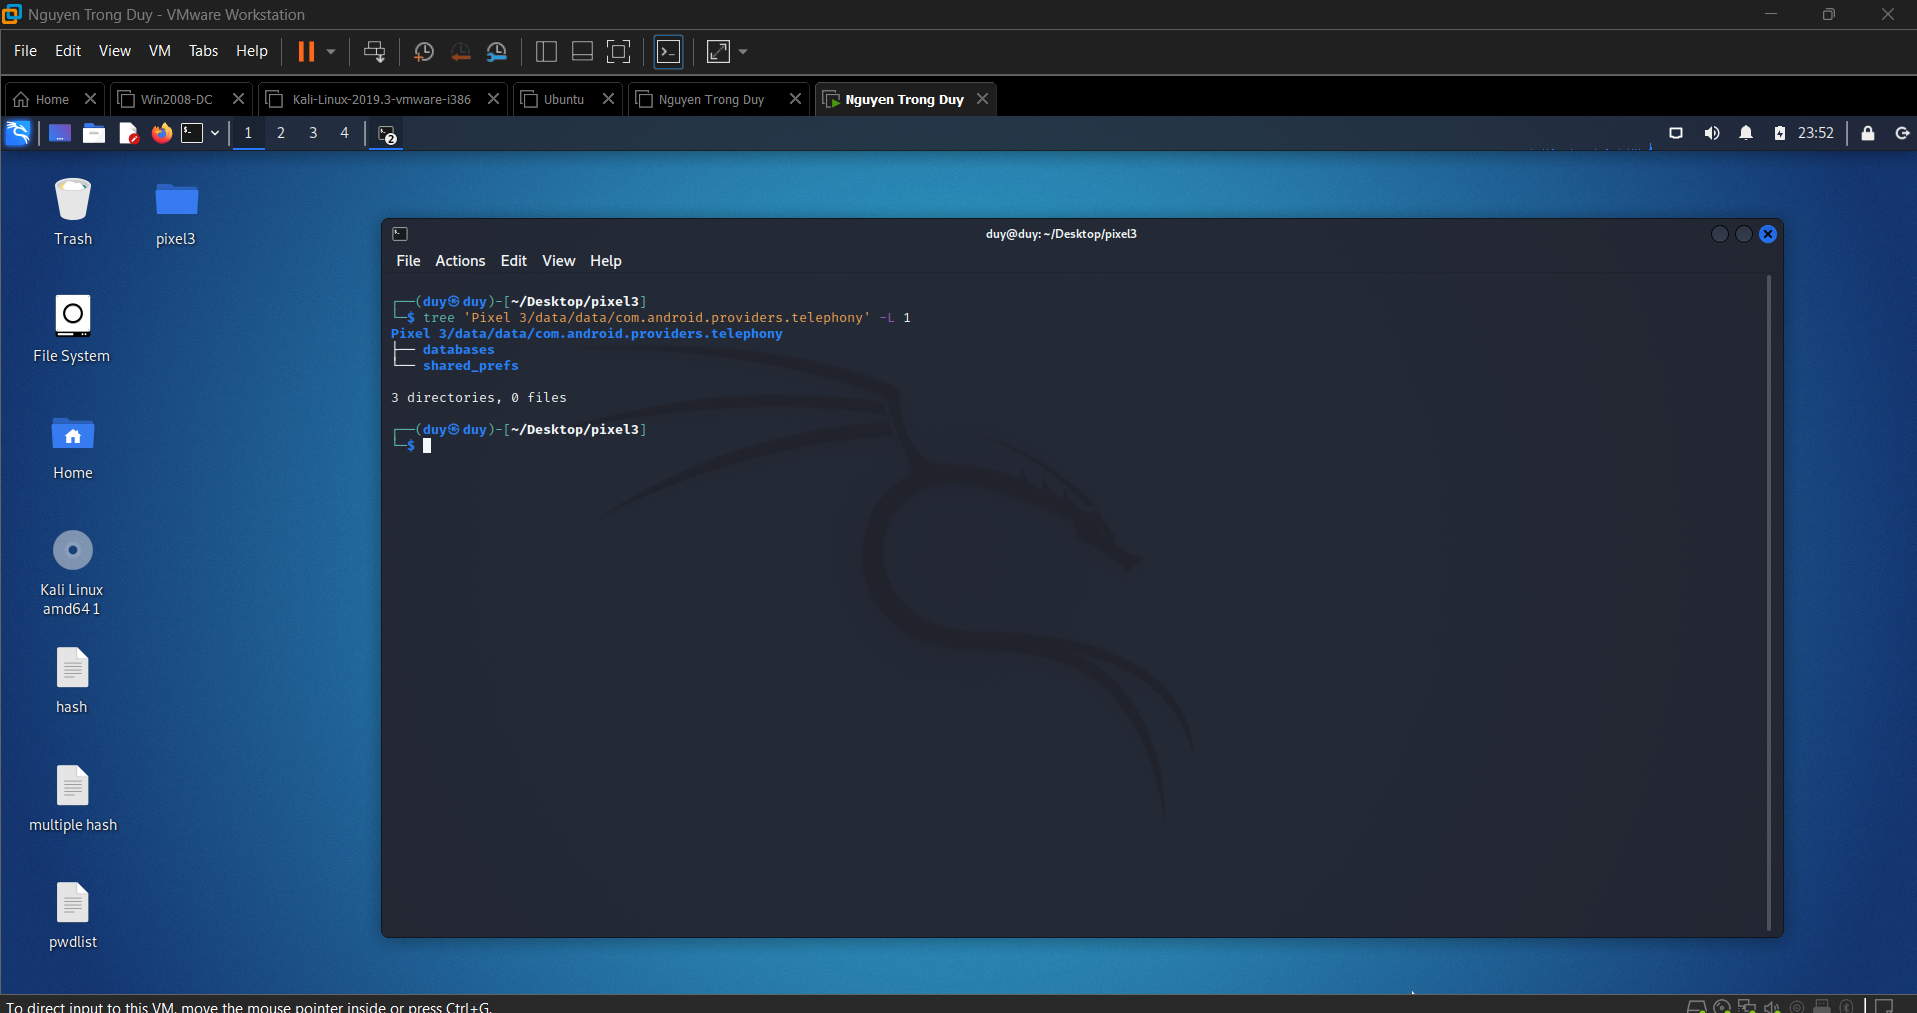 Nguyen Trong Duy - VMware Workstation
File Edit View VM Tabs Help
Home Win2008-DC Kali-Linux-2019.3-vmware-i386 Ubuntu Nguyen Trong Duy Nguyen Trong Duy
1 2 3 4 2 23:52
Trash
pixel3
File System
Home
Kali Linux
amd64 1
hash
multiple hash
pwdlist
duy@duy: ~/Desktop/pixel3
File Actions Edit View Help
┌──(duy㉿duy)-[~/Desktop/pixel3]
└─$ tree 'Pixel 3/data/data/com.android.providers.telephony' -L 1
Pixel 3/data/data/com.android.providers.telephony
├── databases
└── shared_prefs
3 directories, 0 files
┌──(duy㉿duy)-[~/Desktop/pixel3]
└─$
To direct input to this VM, move the mouse pointer inside or press Ctrl+G.